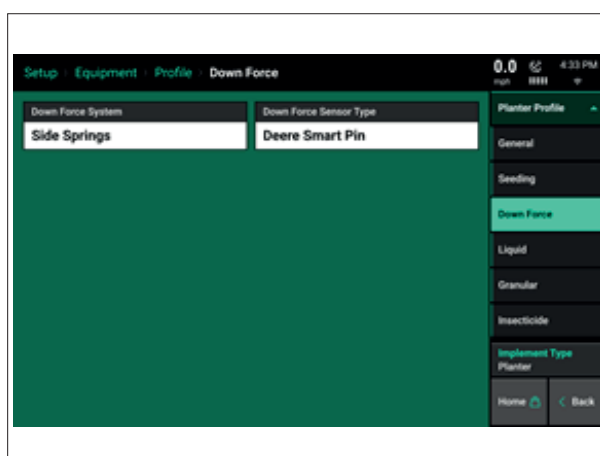 Setup Equipment Profile Down Force
0.0 4:33 PM
mph
Down Force System
Side Springs
Down Force Sensor Type
Deere Smart Pin
Planter Profile
General
Seeding
Down Force
Liquid
Granular
Insecticide
Implement Type
Planter
Home < Back